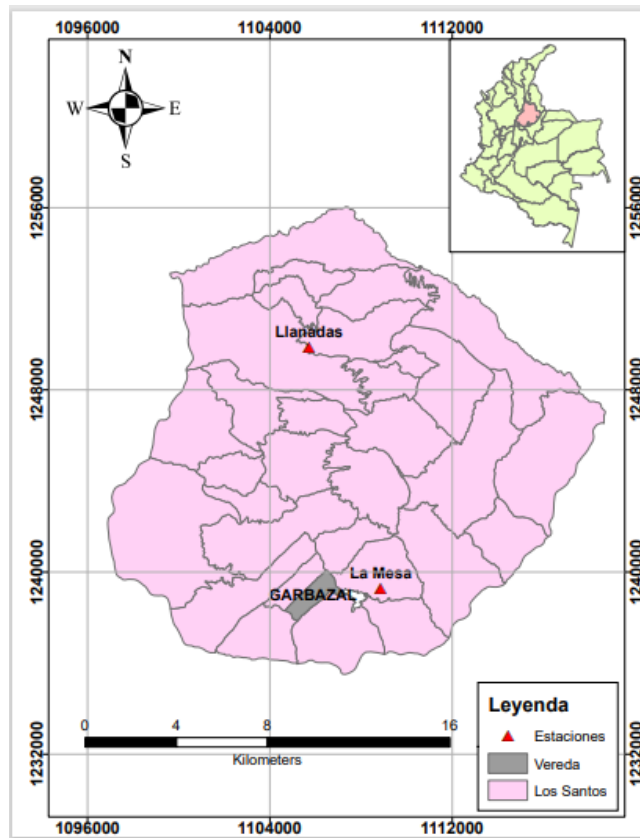 1096000 1104000 1112000
N
W E
S
1256000 1256000
Llanadas
1248000 1248000
La Mesa
1240000 1240000
GARBAZAL
Leyenda
0 4 8 16
Estaciones
Kilometers
Vereda
1232000 1232000
Los Santos
1096000 1104000 1112000